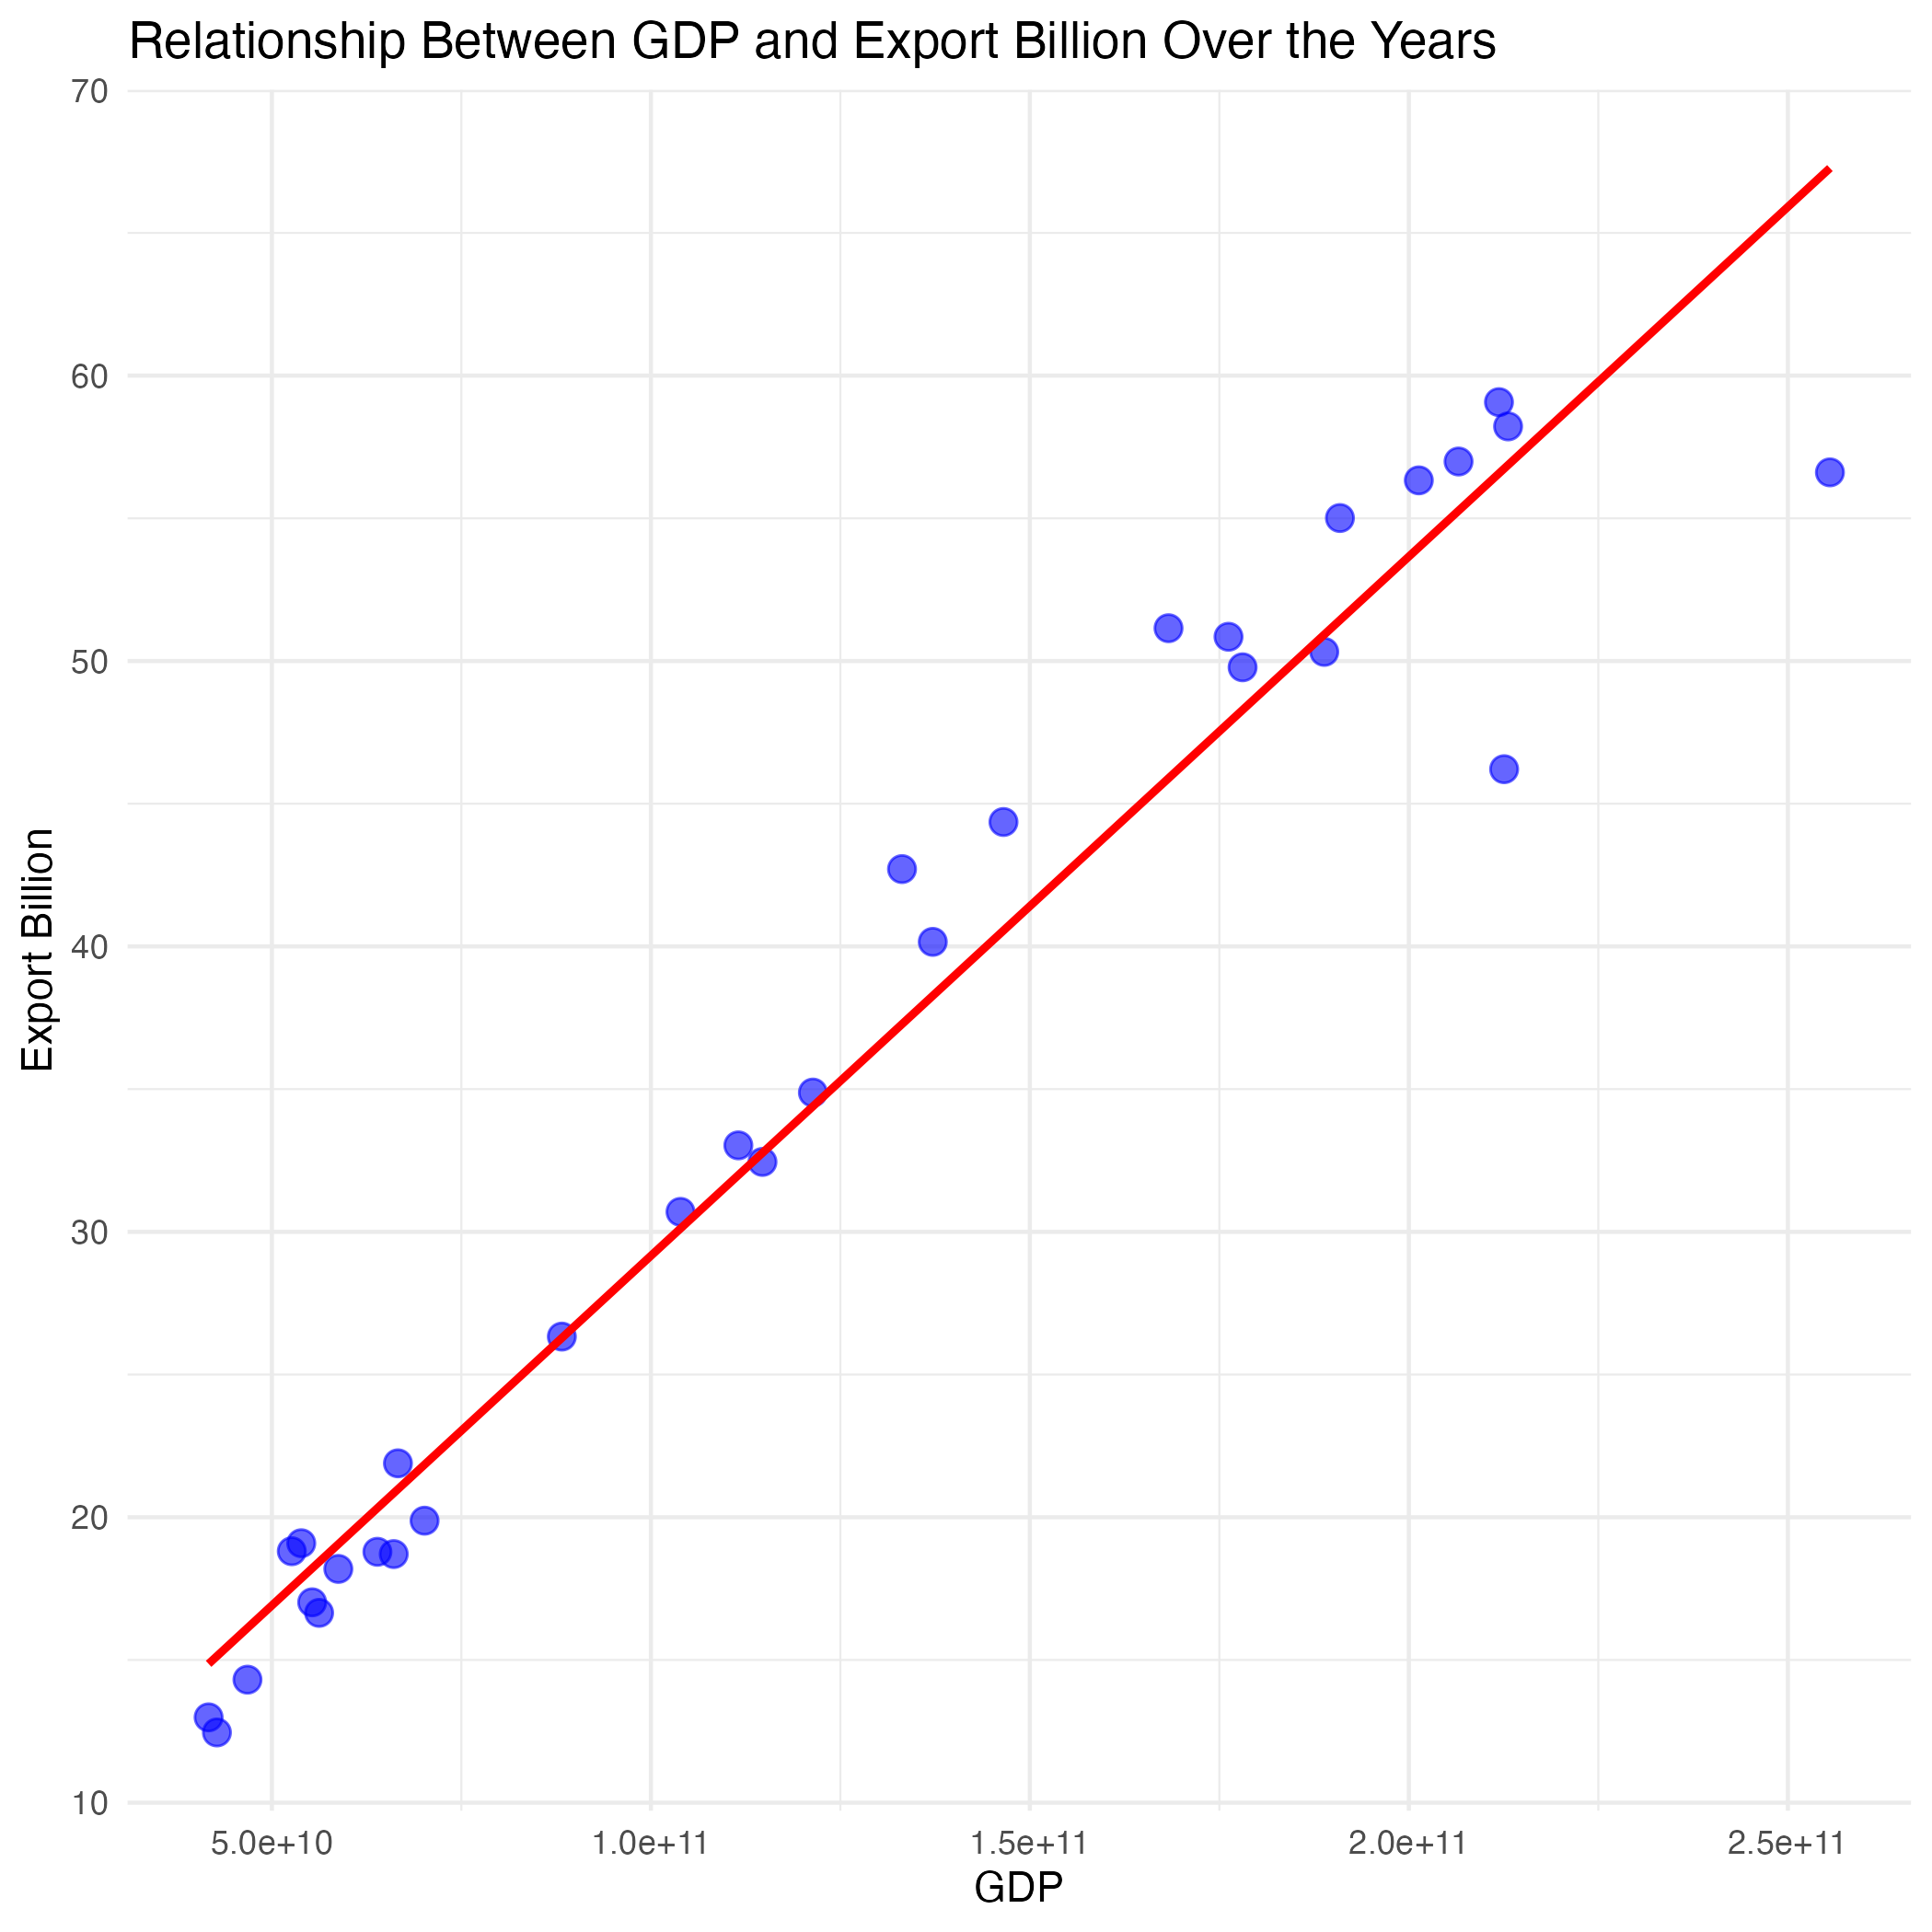 Relationship Between GDP and Export Billion Over the Years
70
60
50
40
30
20
10
Export Billion
5.0e+10 1.0e+11 1.5e+11 2.0e+11 2.5e+11
GDP